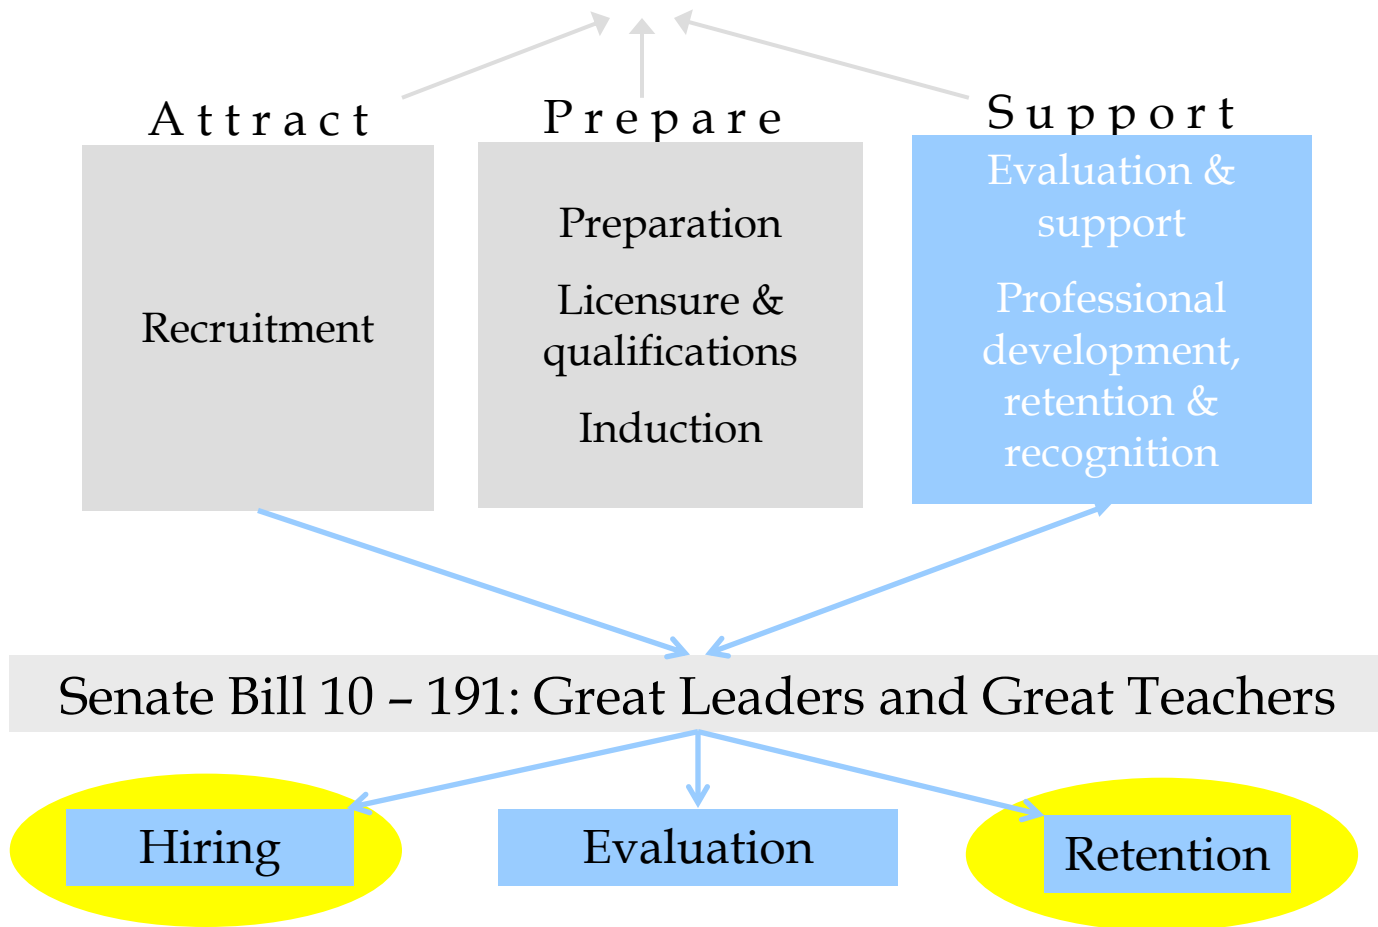 Attract
Prepare
Support
Recruitment
Preparation
Licensure &
qualifications
Induction
Evaluation &
support
Professional
development,
retention &
recognition
Senate Bill 10 – 191: Great Leaders and Great Teachers
Hiring
Evaluation
Retention